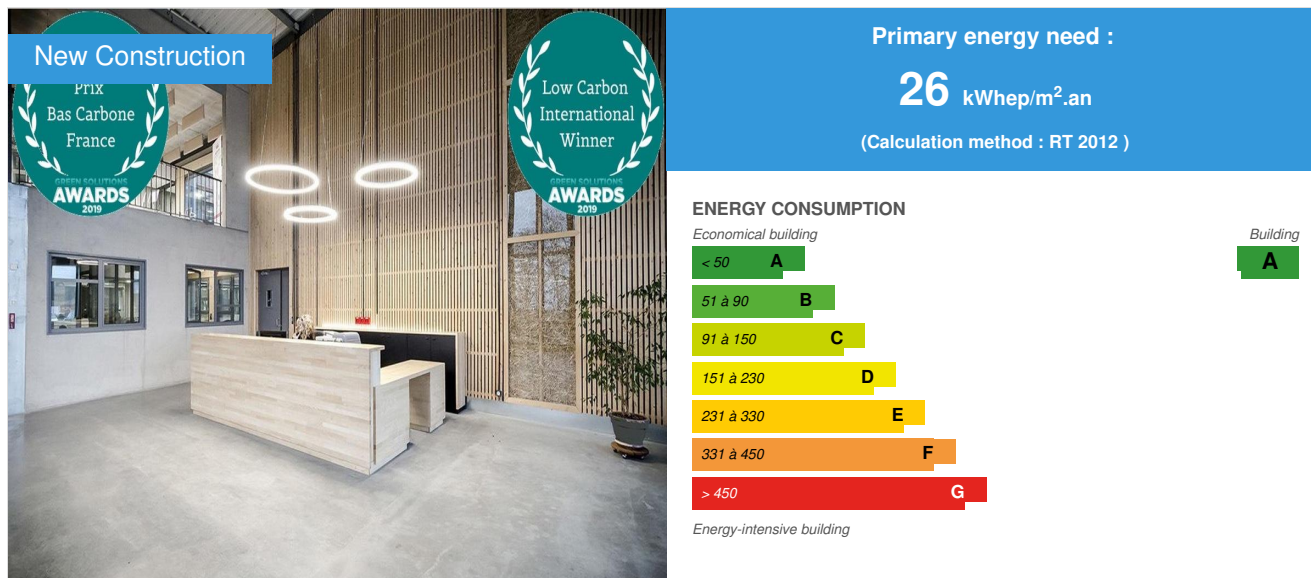 New Construction
Prix
Bas Carbone
France
GREEN SOLUTIONS
AWARDS
2019
Low Carbon
International
Winner
GREEN SOLUTIONS
AWARDS
2019
Primary energy need :
26 kWhep/m².an
(Calculation method : RT 2012 )
ENERGY CONSUMPTION
Economical building
Building
< 50 A
A
51 à 90 B
91 à 150 C
151 à 230 D
231 à 330 E
331 à 450 F
> 450 G
Energy-intensive building